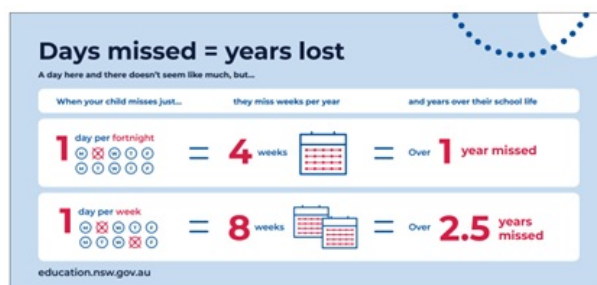 Days missed = years lost
A day here and there doesn't seem like much, but...
When your child misses just... they miss weeks per year and years over their school life
1 day per fortnight = 4 weeks = Over 1 year missed
M T W T F
M T W T F
1 day per week = 8 weeks = Over 2.5 years missed
M T W T F
M T W T F
education.nsw.gov.au